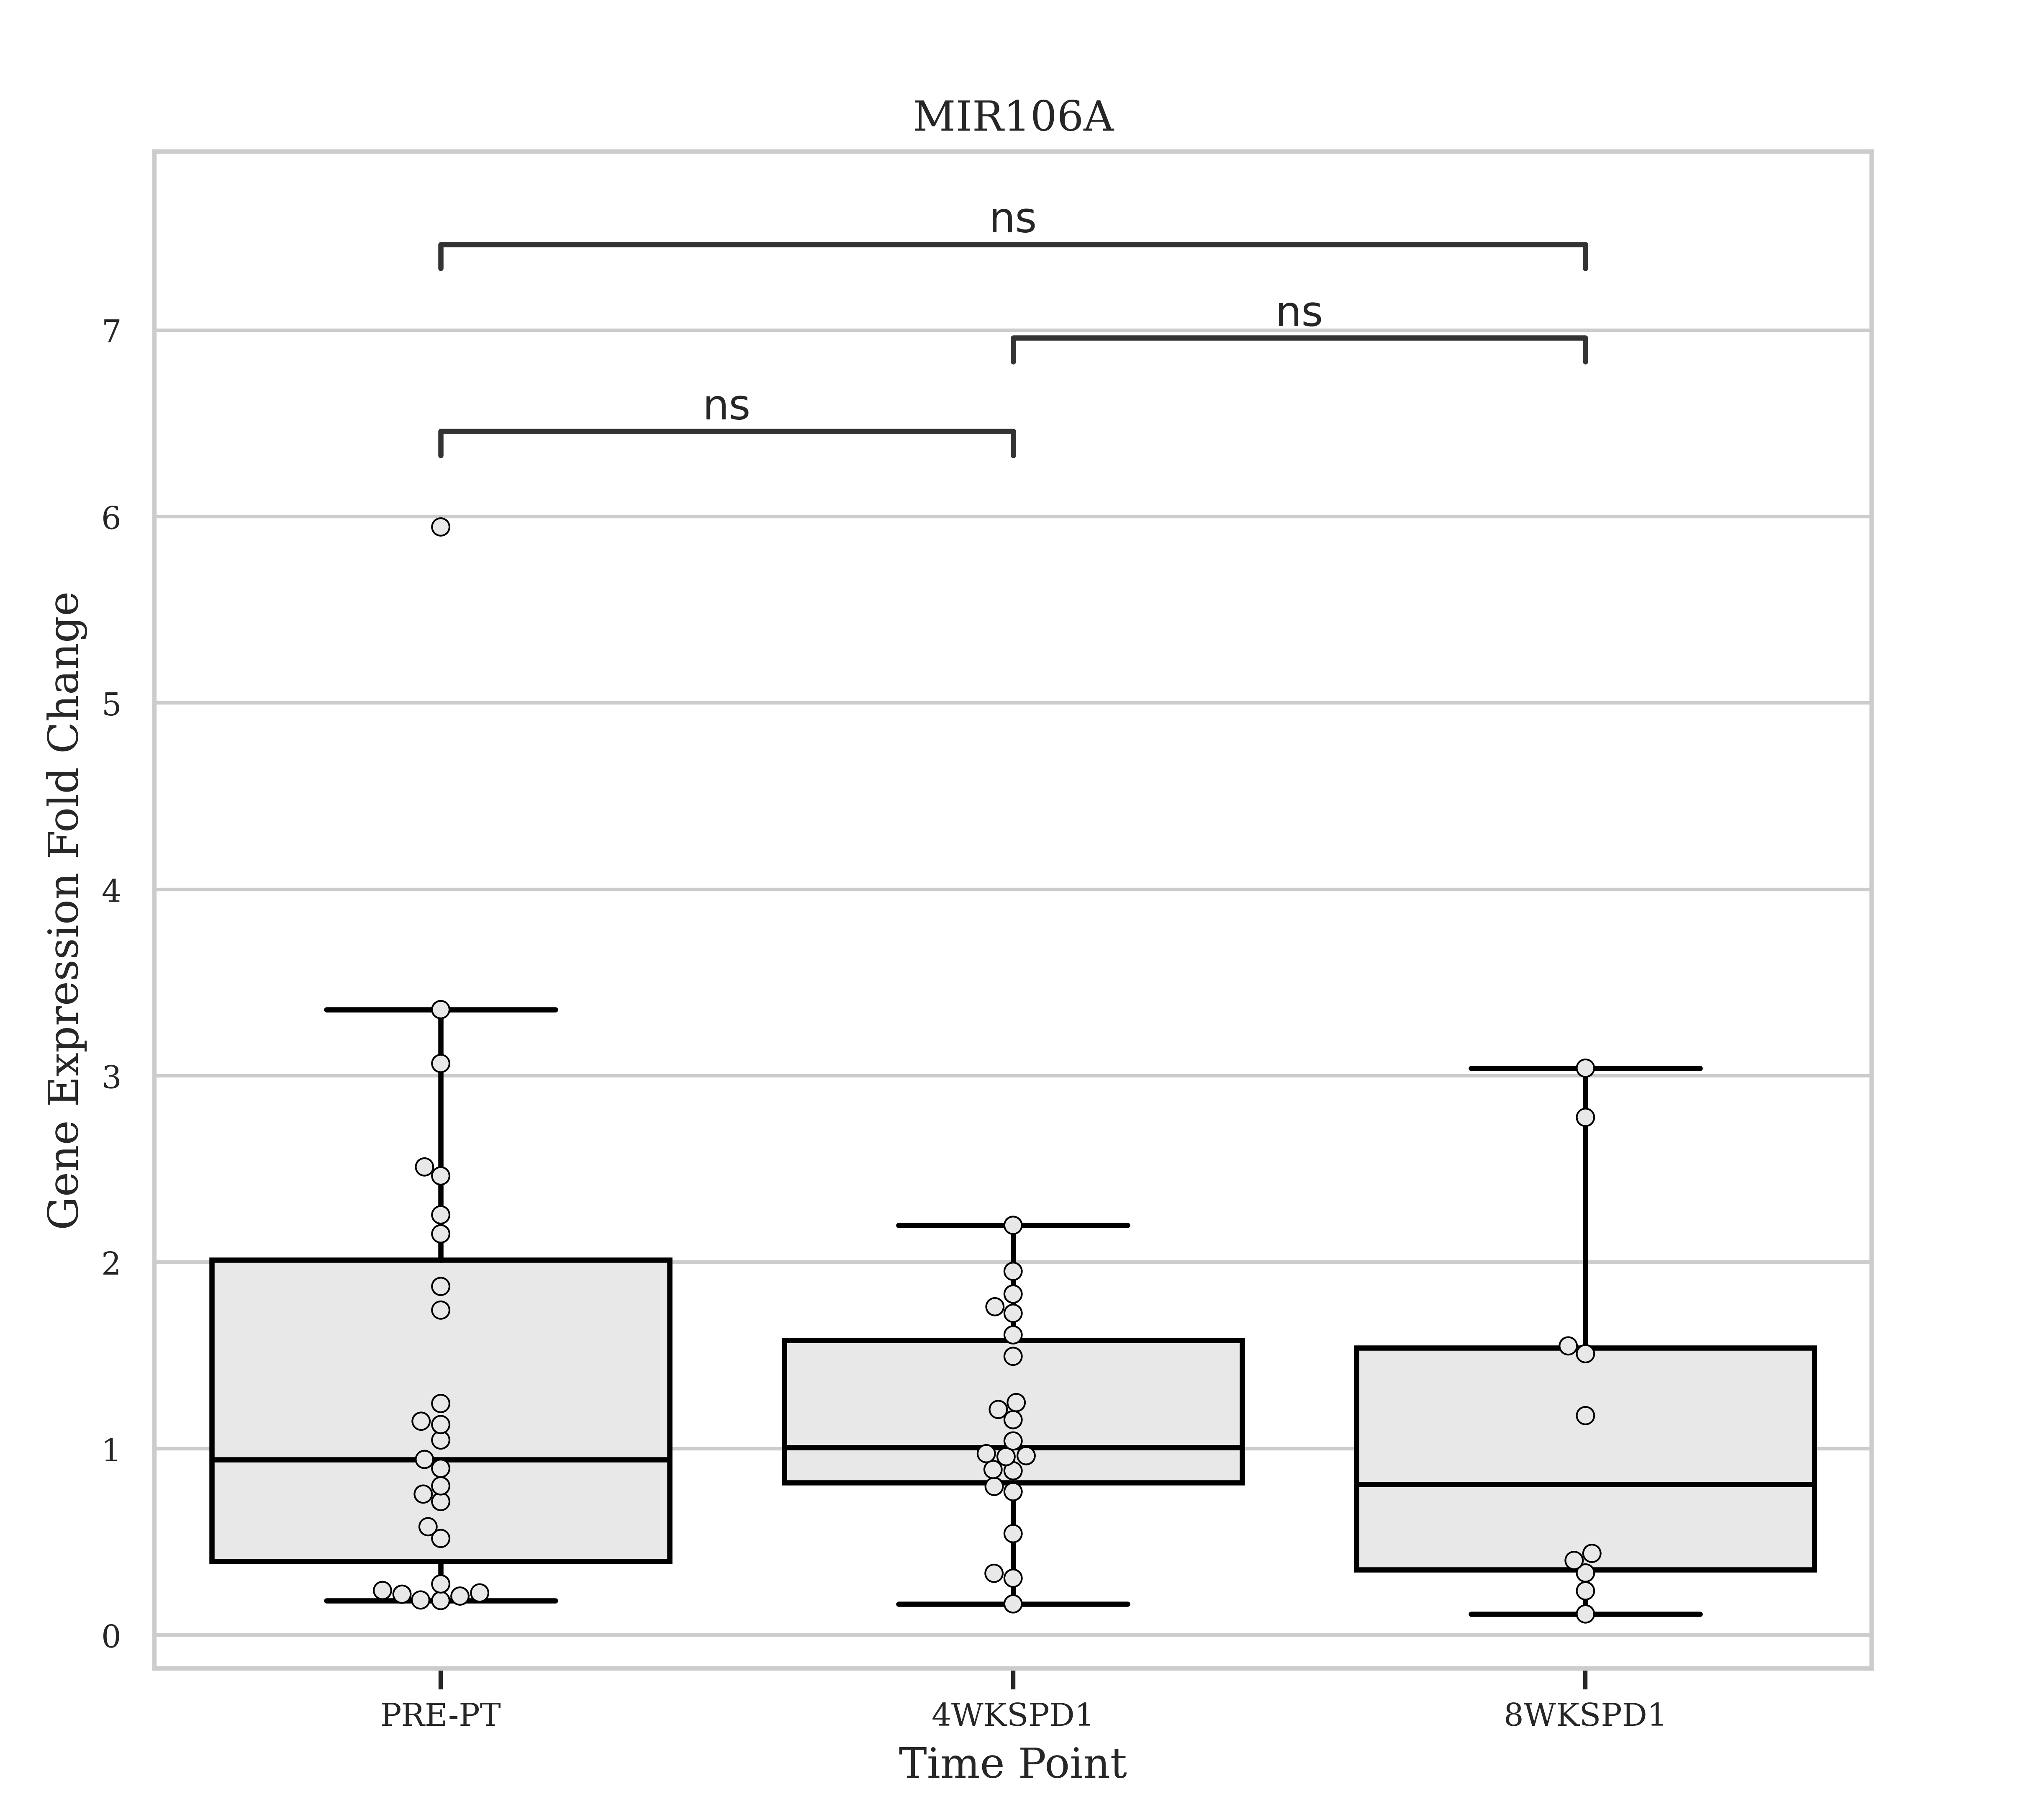 MIR106A
ns
ns
ns
Gene Expression Fold Change
7
6
5
4
3
2
1
0
PRE-PT
4WKSPD1
8WKSPD1
Time Point